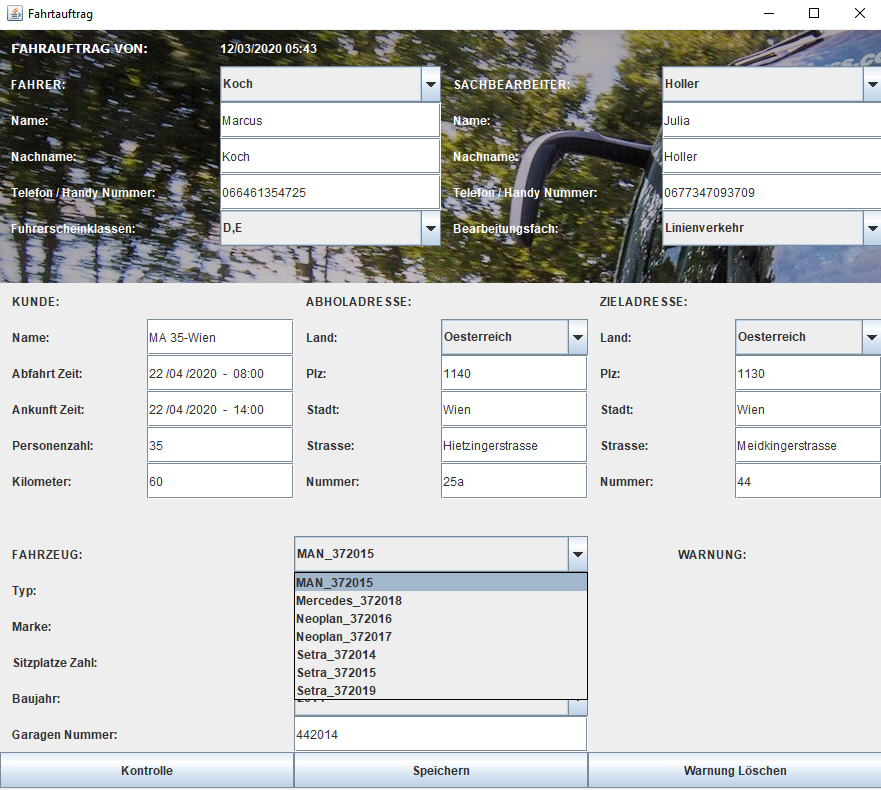 Fahrtauftrag
FAHRAUFTRAG VON: 12/03/2020 05:43
FAHRER: Koch SACHBEARBEITER: Holler
Name: Marcus Name: Julia
Nachname: Koch Nachname: Holler
Telefon / Handy Nummer: 066461354725 Telefon / Handy Nummer: 0677347093709
Fuhrerscheinklassen: D,E Bearbeitungsfach: Linienverkehr
KUNDE: ABHOLADRESSE: ZIELADRESSE:
Name: MA 35-Wien Land: Oesterreich Land: Oesterreich
Abfahrt Zeit: 22 /04 /2020 - 08:00 Plz: 1140 Plz: 1130
Ankunft Zeit: 22 /04 /2020 - 14:00 Stadt: Wien Stadt: Wien
Personenzahl: 35 Strasse: Hietzingerstrasse Strasse: Meidkingerstrasse
Kilometer: 60 Nummer: 25a Nummer: 44
FAHRZEUG: MAN_372015 WARNUNG:
MAN_372015
Typ:
Mercedes_372018
Neoplan_372016
Marke:
Neoplan_372017
Setra_372014
Sitzplatze Zahl:
Setra_372015
Setra_372019
Baujahr:
Garagen Nummer: 442014
Kontrolle Speichern Warnung Löschen